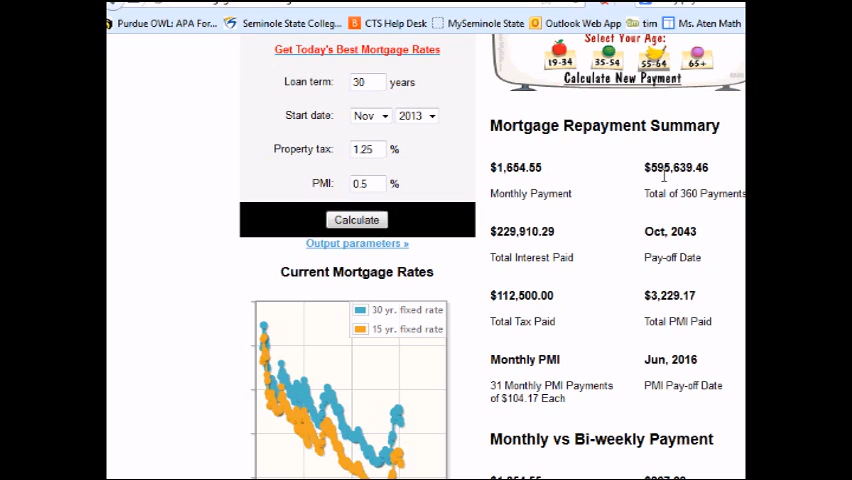 Purdue OWL: APA For...
Seminole State Colleg...
CTS Help Desk
MySeminole State
Outlook Web App
tim
Ms. Aten Math
Select Your Age:
19-34 35-54 55-64 65+
Calculate New Payment
Get Today's Best Mortgage Rates
Loan term: 30 years
Start date: Nov 2013
Property tax: 1.25 %
PMI: 0.5 %
Calculate
Output parameters »
Current Mortgage Rates
30 yr. fixed rate
15 yr. fixed rate
Mortgage Repayment Summary
$1,654.55 $595,639.46
Monthly Payment Total of 360 Payments
$229,910.29 Oct, 2043
Total Interest Paid Pay-off Date
$112,500.00 $3,229.17
Total Tax Paid Total PMI Paid
Monthly PMI Jun, 2016
31 Monthly PMI Payments PMI Pay-off Date
of $104.17 Each
Monthly vs Bi-weekly Payment